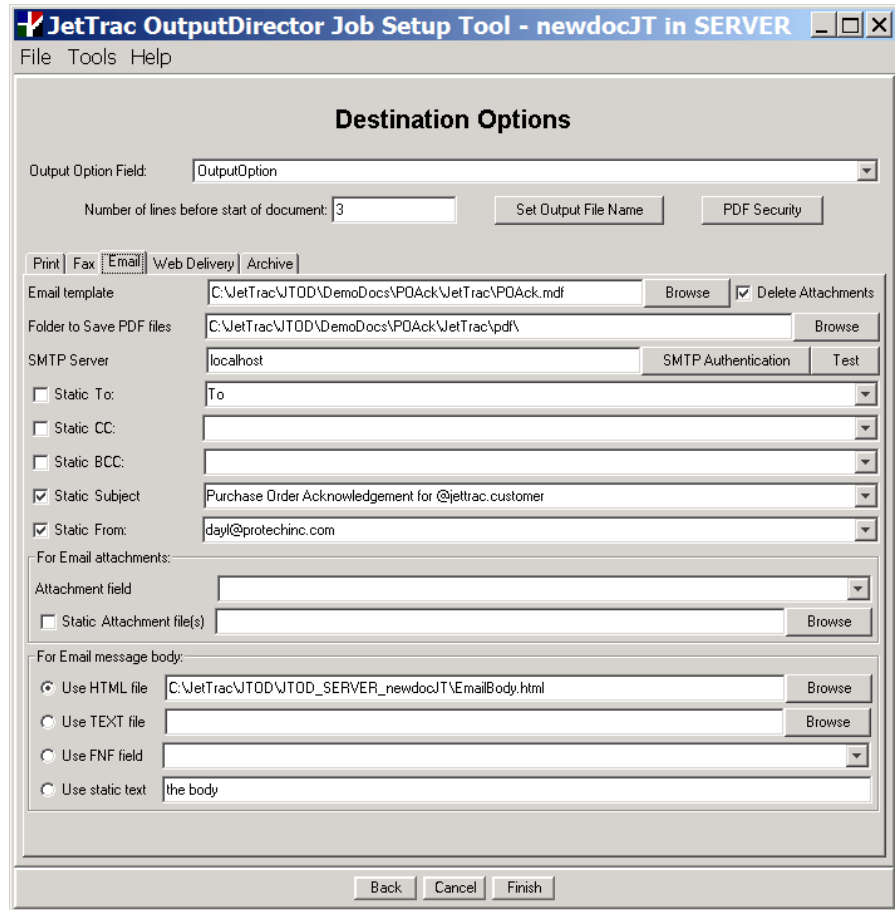 JetTrac OutputDirector Job Setup Tool - newdocJT in SERVER
File Tools Help
Destination Options
Output Option Field: OutputOption
Number of lines before start of document: 3 Set Output File Name PDF Security
Print Fax Email Web Delivery Archive
Email template C:\JetTrac\JTOD\DemoDocs\POAck\JetTrac\POAck.mdf Browse Delete Attachments
Folder to Save PDF files C:\JetTrac\JTOD\DemoDocs\POAck\JetTrac\pdf\ Browse
SMTP Server localhost SMTP Authentication Test
Static To: To
Static CC:
Static BCC:
Static Subject Purchase Order Acknowledgement for @jettrac.customer
Static From: dayl@protechinc.com
For Email attachments:
Attachment field
Static Attachment file(s) Browse
For Email message body:
Use HTML file C:\JetTrac\JTOD\JTOD_SERVER_newdocJT\EmailBody.html Browse
Use TEXT file Browse
Use FNF field
Use static text the body
Back Cancel Finish